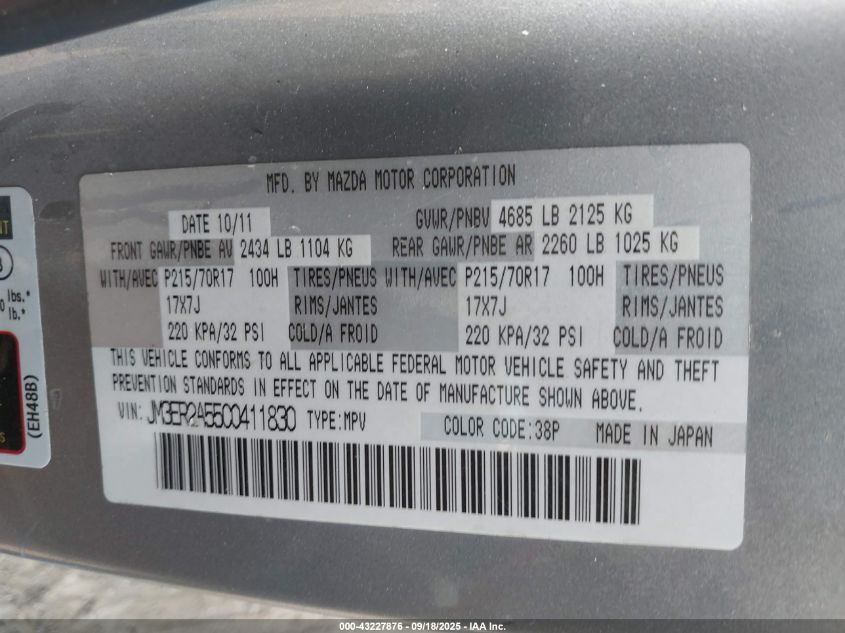 MFD. BY MAZDA MOTOR CORPORATION
DATE 10/11 GVWR/PNBV 4685 LB 2125 KG
FRONT GAWR/PNBE AV 2434 LB 1104 KG REAR GAWR/PNBE AR 2260 LB 1025 KG
WITH/AVEC P215/70R17 100H TIRES/PNEUS WITH/AVEC P215/70R17 100H TIRES/PNEUS
17X7J RIMS/JANTES 17X7J RIMS/JANTES
220 KPA/32 PSI COLD/A FROID 220 KPA/32 PSI COLD/A FROID
THIS VEHICLE CONFORMS TO ALL APPLICABLE FEDERAL MOTOR VEHICLE SAFETY AND THEFT
PREVENTION STANDARDS IN EFFECT ON THE DATE OF MANUFACTURE SHOWN ABOVE.
VIN: JM3ER2A55C0411830 TYPE:MPV COLOR CODE:38P MADE IN JAPAN
lbs.*
lb.*
(EH48B)
000-43227876 - 09/18/2025 - IAA Inc.